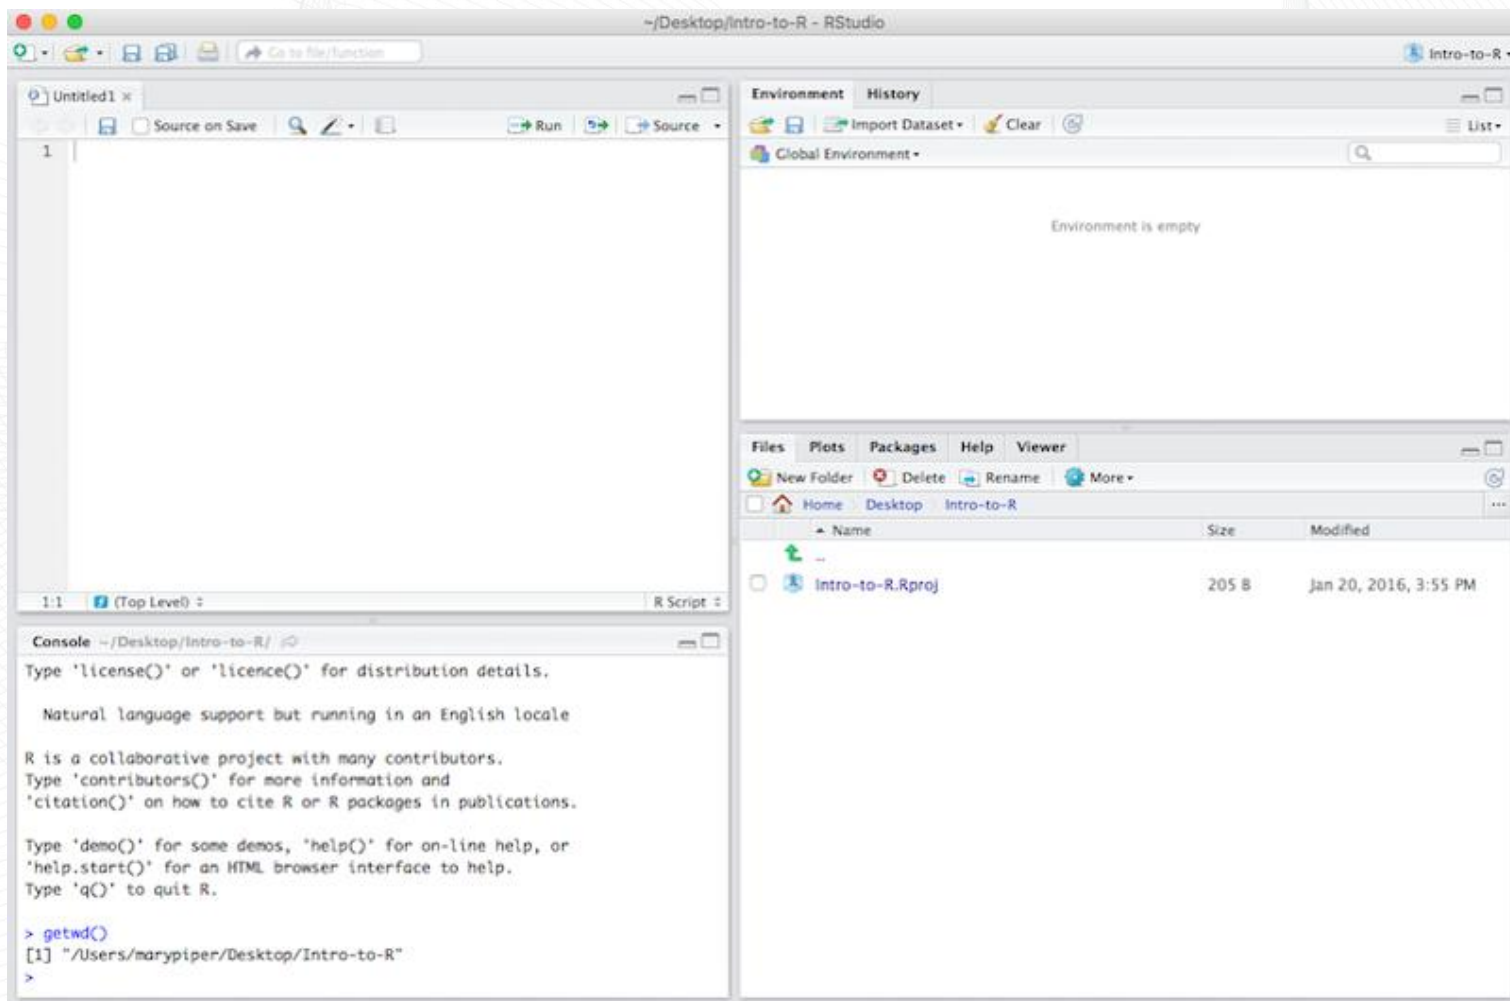 ~/Desktop/Intro-to-R - RStudio
Go to file/function
Intro-to-R
Untitled1
Source on Save
Run
Source
1
1:1
(Top Level)
R Script
Console ~/Desktop/Intro-to-R/
Type 'license()' or 'licence()' for distribution details.
Natural language support but running in an English locale
R is a collaborative project with many contributors.
Type 'contributors()' for more information and
'citation()' on how to cite R or R packages in publications.
Type 'demo()' for some demos, 'help()' for on-line help, or
'help.start()' for an HTML browser interface to help.
Type 'q()' to quit R.
> getwd()
[1] "/Users/marypiper/Desktop/Intro-to-R"
>
Environment History
Import Dataset
Clear
List
Global Environment
Environment is empty
Files Plots Packages Help Viewer
New Folder Delete Rename More
Home Desktop Intro-to-R
...
Name Size Modified
..
Intro-to-R.Rproj 205 B Jan 20, 2016, 3:55 PM